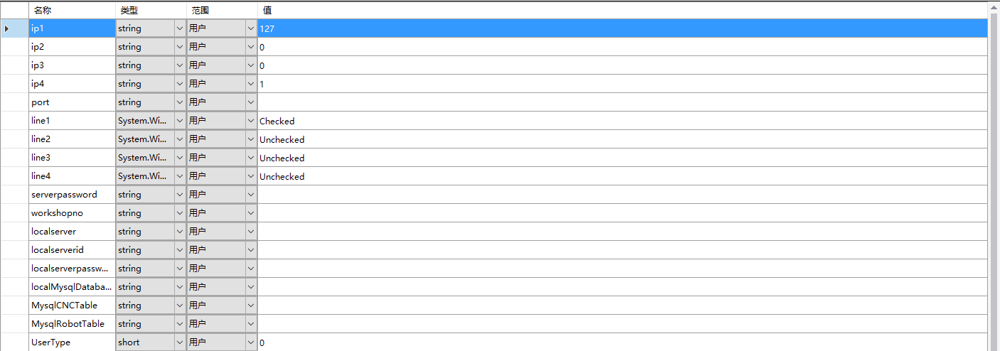 名称 类型 范围 值
ip1 string 用户 127
ip2 string 用户 0
ip3 string 用户 0
ip4 string 用户 1
port string 用户
line1 System.Wi... 用户 Checked
line2 System.Wi... 用户 Unchecked
line3 System.Wi... 用户 Unchecked
line4 System.Wi... 用户 Unchecked
serverpassword string 用户
workshopno string 用户
localserver string 用户
localserverid string 用户
localserverpassw... string 用户
localMysqlDataba... string 用户
MysqlCNCTable string 用户
MysqlRobotTable string 用户
UserType short 用户 0